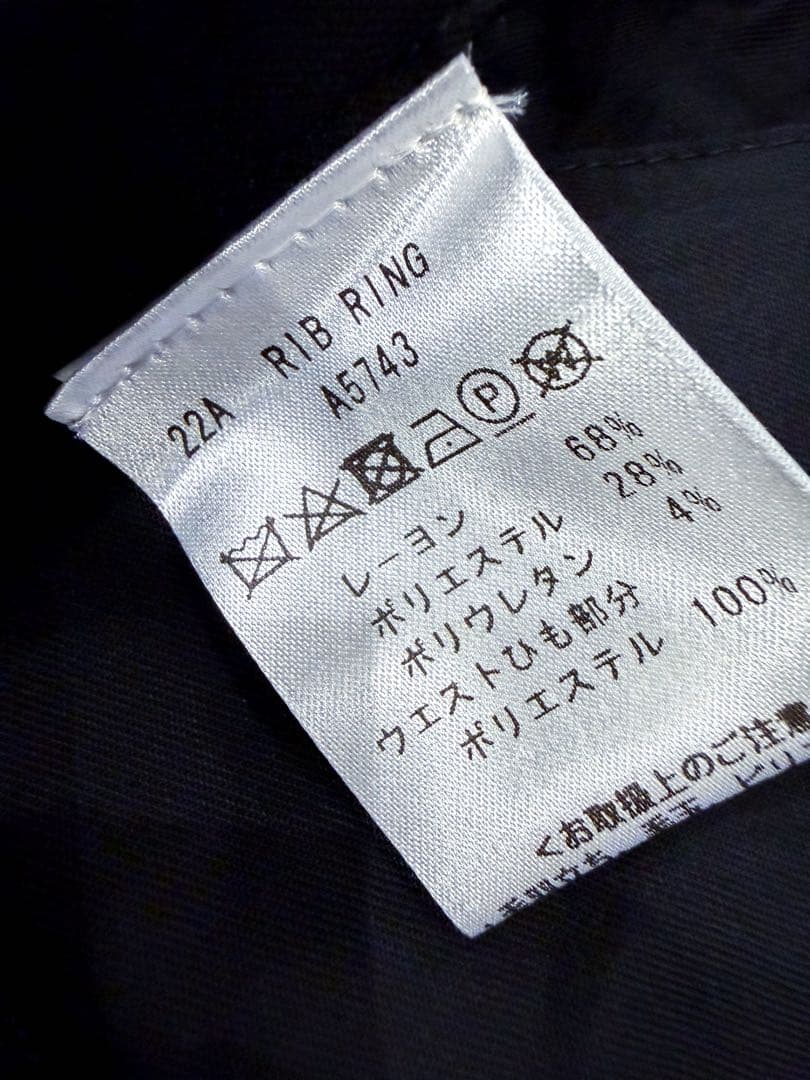 22A RIB RING
A5743
P W
レーヨン 68%
ポリエステル 28%
ポリウレタン 4%
ウエストひも部分
ポリエステル 100%
<お取扱上のご注意